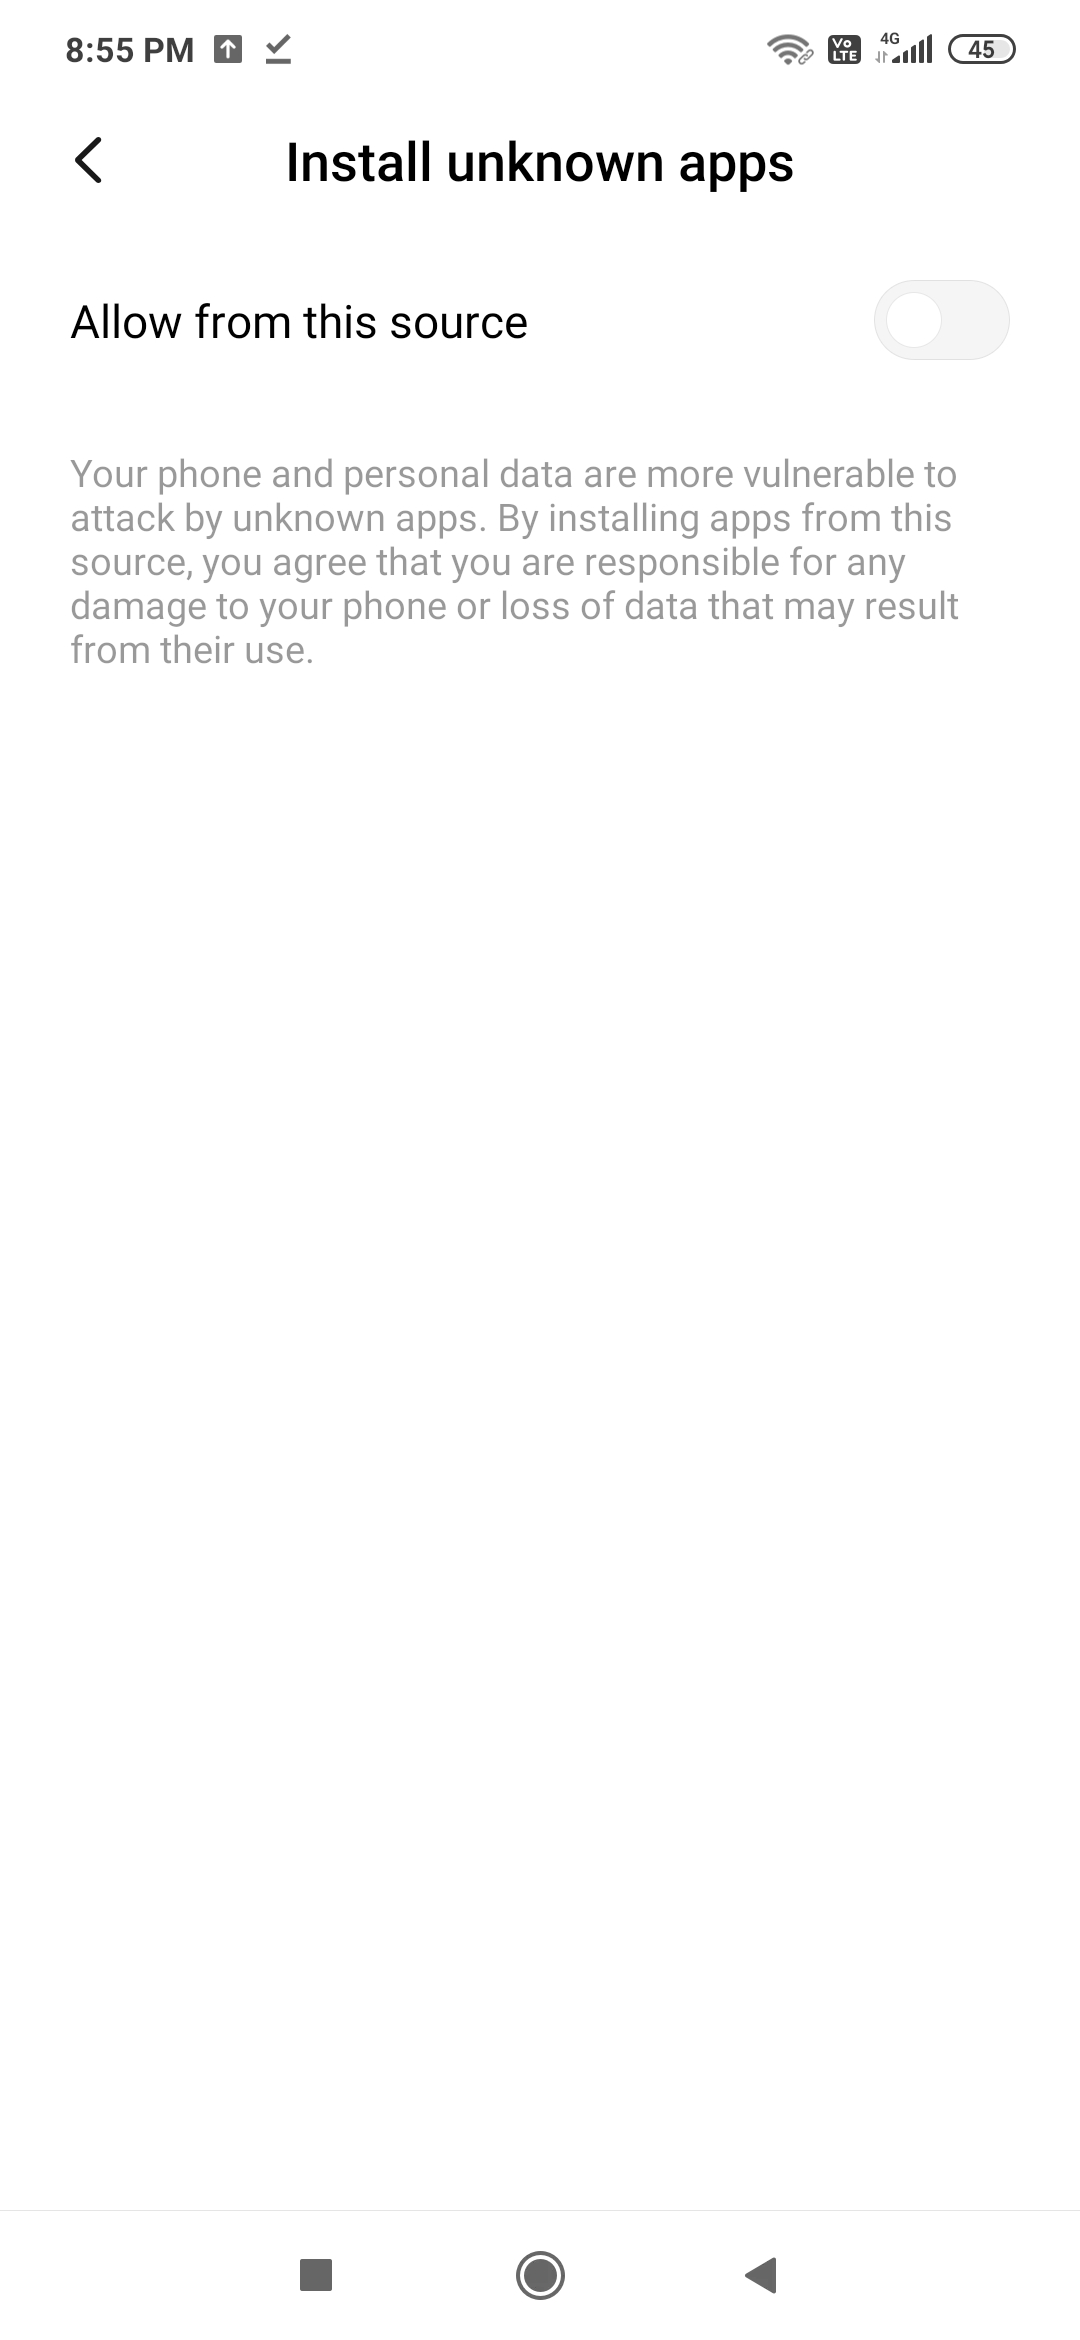 8:55 PM
Vo
LTE
4G
45
Install unknown apps
Allow from this source
Your phone and personal data are more vulnerable to
attack by unknown apps. By installing apps from this
source, you agree that you are responsible for any
damage to your phone or loss of data that may result
from their use.